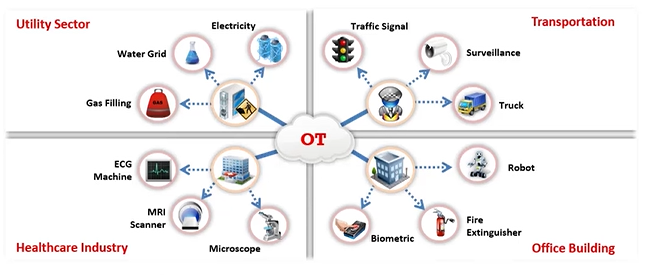 Utility Sector
Electricity
Water Grid
Gas Filling
GAS
Traffic Signal
Transportation
Surveillance
Truck
OT
ECG
Machine
MRI
Scanner
Microscope
Healthcare Industry
Robot
Fire
Extinguisher
Biometric
Office Building